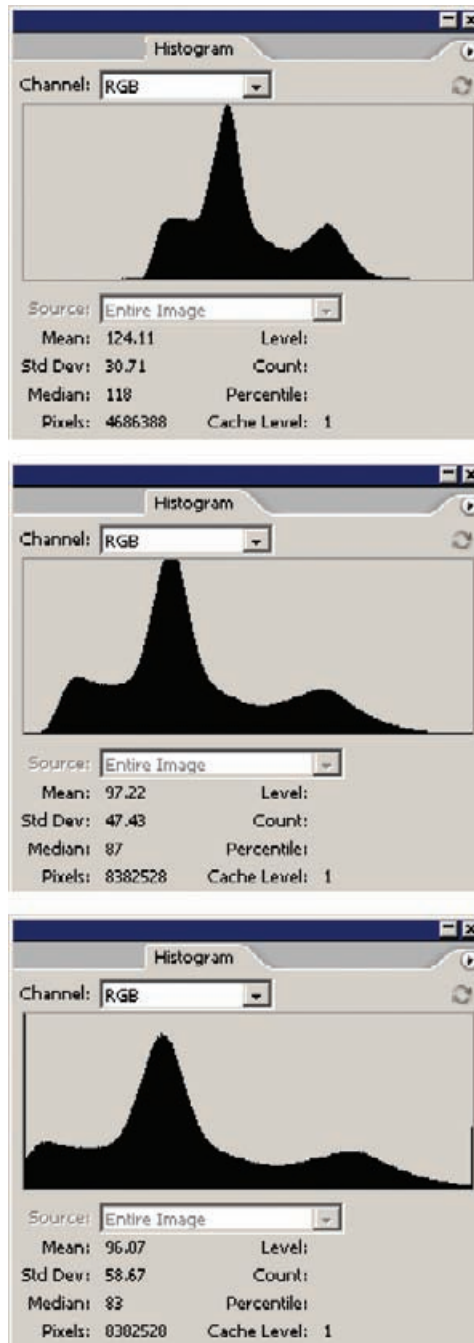 Histogram
Channel: RGB
Source: Entire Image
Mean: 124.11 Level:
Std Dev: 30.71 Count:
Median: 118 Percentile:
Pixels: 4686388 Cache Level: 1
Histogram
Channel: RGB
Source: Entire Image
Mean: 97.22 Level:
Std Dev: 47.43 Count:
Median: 87 Percentile:
Pixels: 8382528 Cache Level: 1
Histogram
Channel: RGB
Source: Entire Image
Mean: 96.07 Level:
Std Dev: 58.67 Count:
Median: 83 Percentile:
Pixels: 8382528 Cache Level: 1